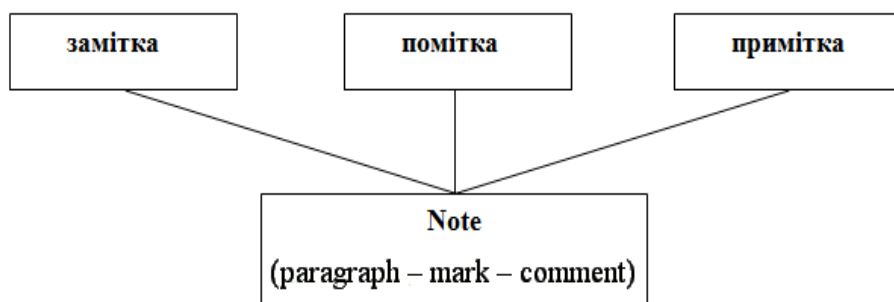 замітка
помітка
примітка
Note
(paragraph – mark – comment)